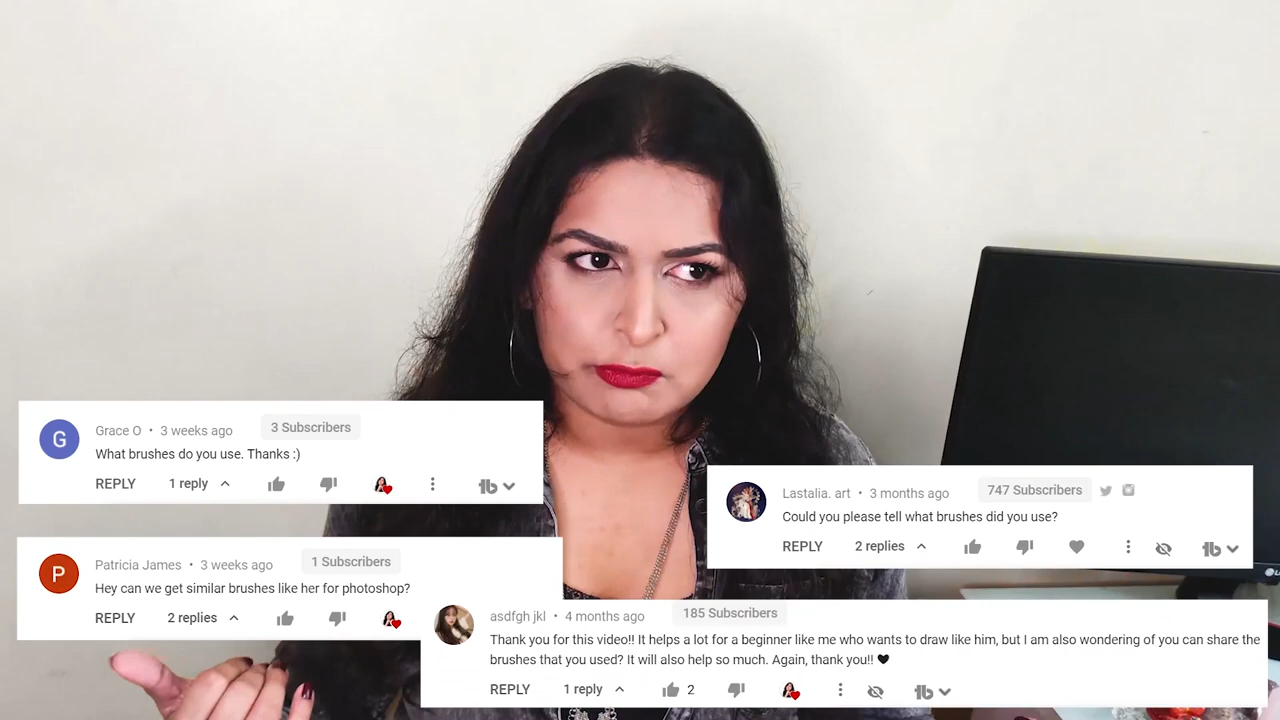 Grace O • 3 weeks ago 3 Subscribers
What brushes do you use. Thanks :)
REPLY 1 reply
Lastalia. art • 3 months ago 747 Subscribers
Could you please tell what brushes did you use?
REPLY 2 replies
Patricia James • 3 weeks ago 1 Subscribers
Hey can we get similar brushes like her for photoshop?
REPLY 2 replies
asdfgh jkl • 4 months ago 185 Subscribers
Thank you for this video!! It helps a lot for a beginner like me who wants to draw like him, but I am also wondering of you can share the
brushes that you used? It will also help so much. Again, thank you!! 🖤
REPLY 1 reply 2